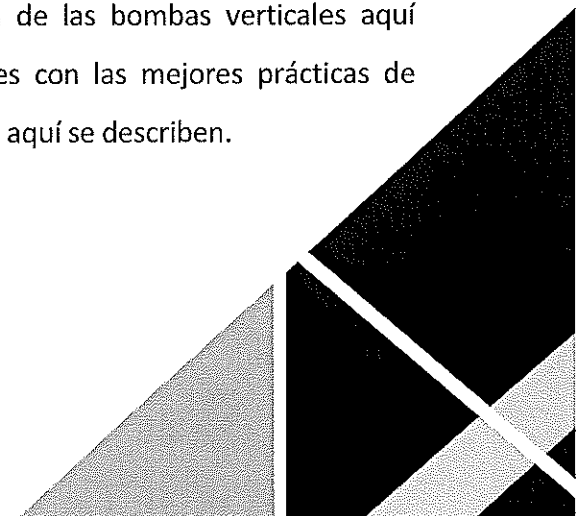 de las bombas verticales aquí
es con las mejores prácticas de
aquí se describen.